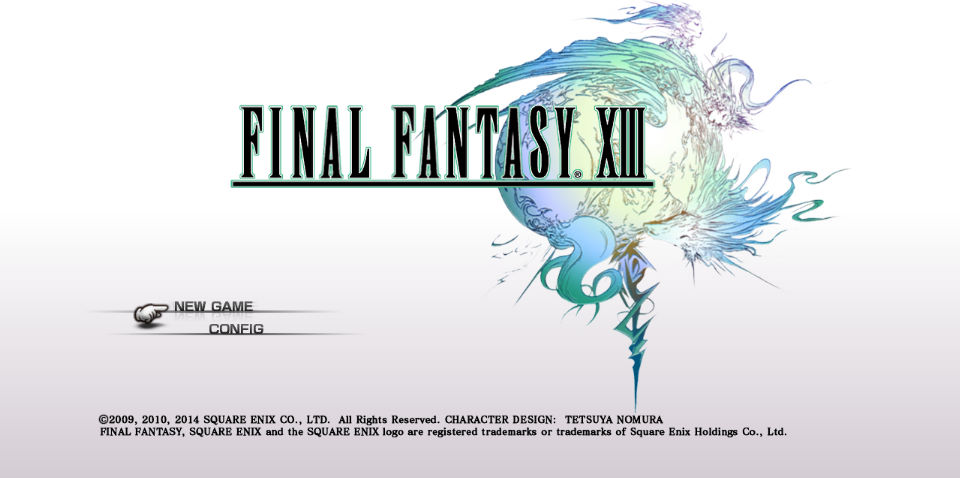 FINAL FANTASY® XIII
NEW GAME
CONFIG
©2009, 2010, 2014 SQUARE ENIX CO., LTD. All Rights Reserved. CHARACTER DESIGN: TETSUYA NOMURA
FINAL FANTASY, SQUARE ENIX and the SQUARE ENIX logo are registered trademarks or trademarks of Square Enix Holdings Co., Ltd.